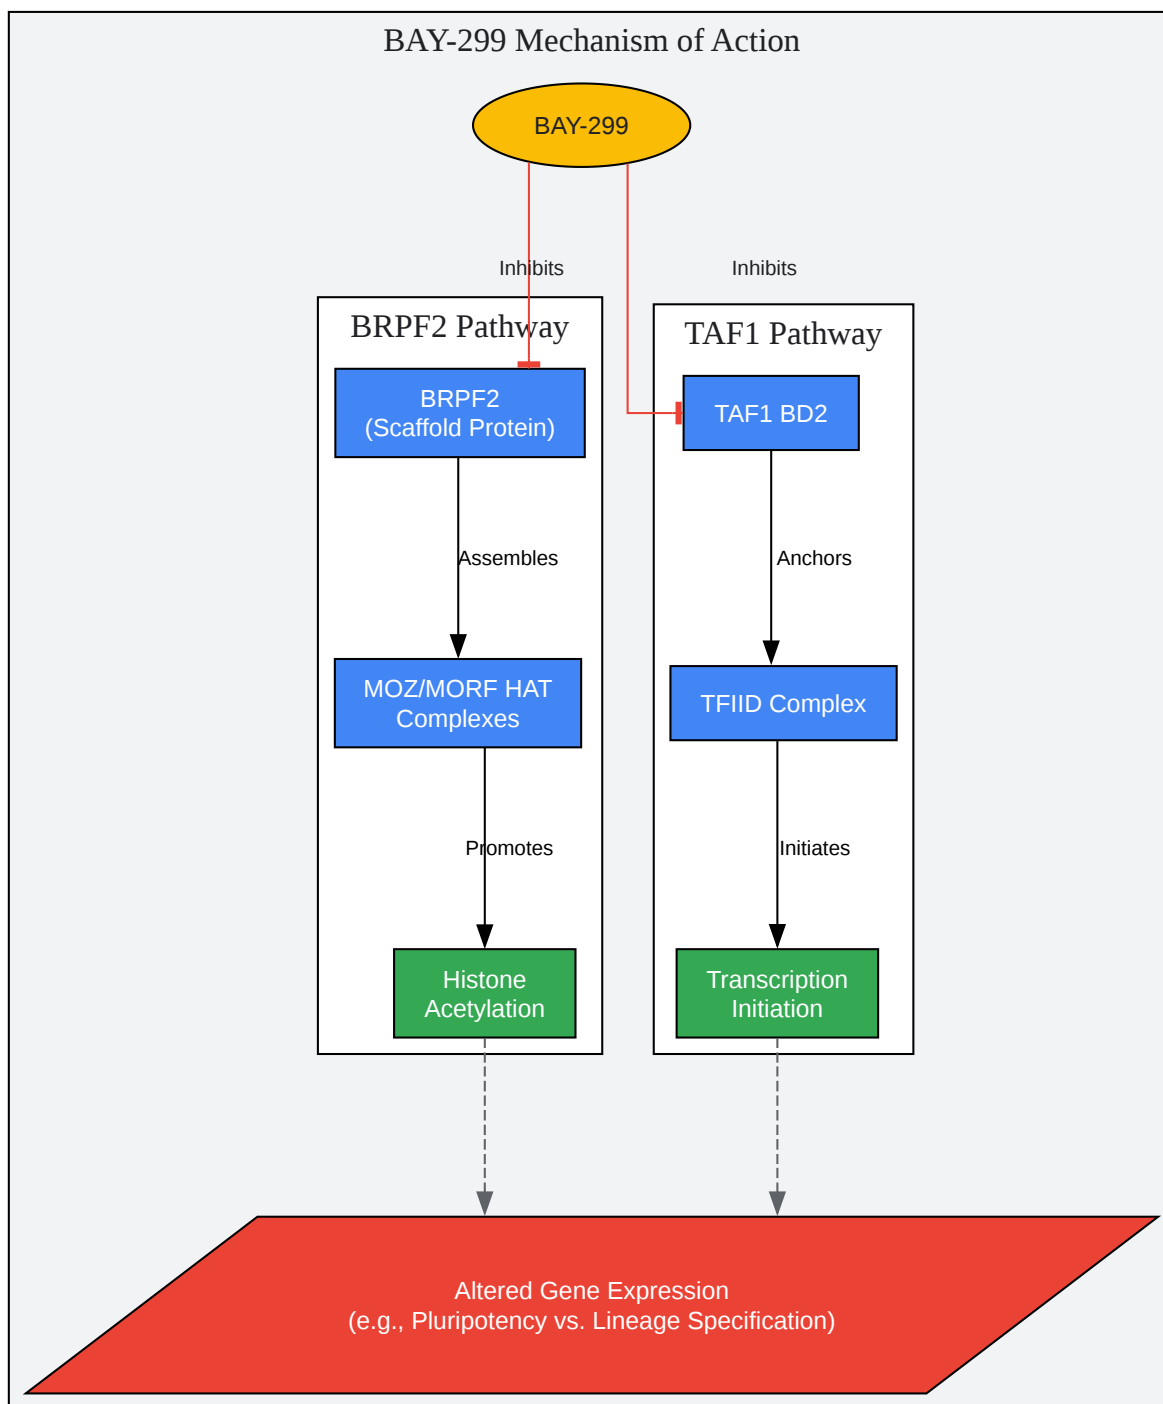 BAY-299 Mechanism of Action
BAY-299
Inhibits
Inhibits
BRPF2 Pathway
TAF1 Pathway
BRPF2
(Scaffold Protein)
TAF1 BD2
Assembles
Anchors
MOZ/MORF HAT
Complexes
TFIID Complex
Promotes
Initiates
Histone
Acetylation
Transcription
Initiation
Altered Gene Expression
(e.g., Pluripotency vs. Lineage Specification)